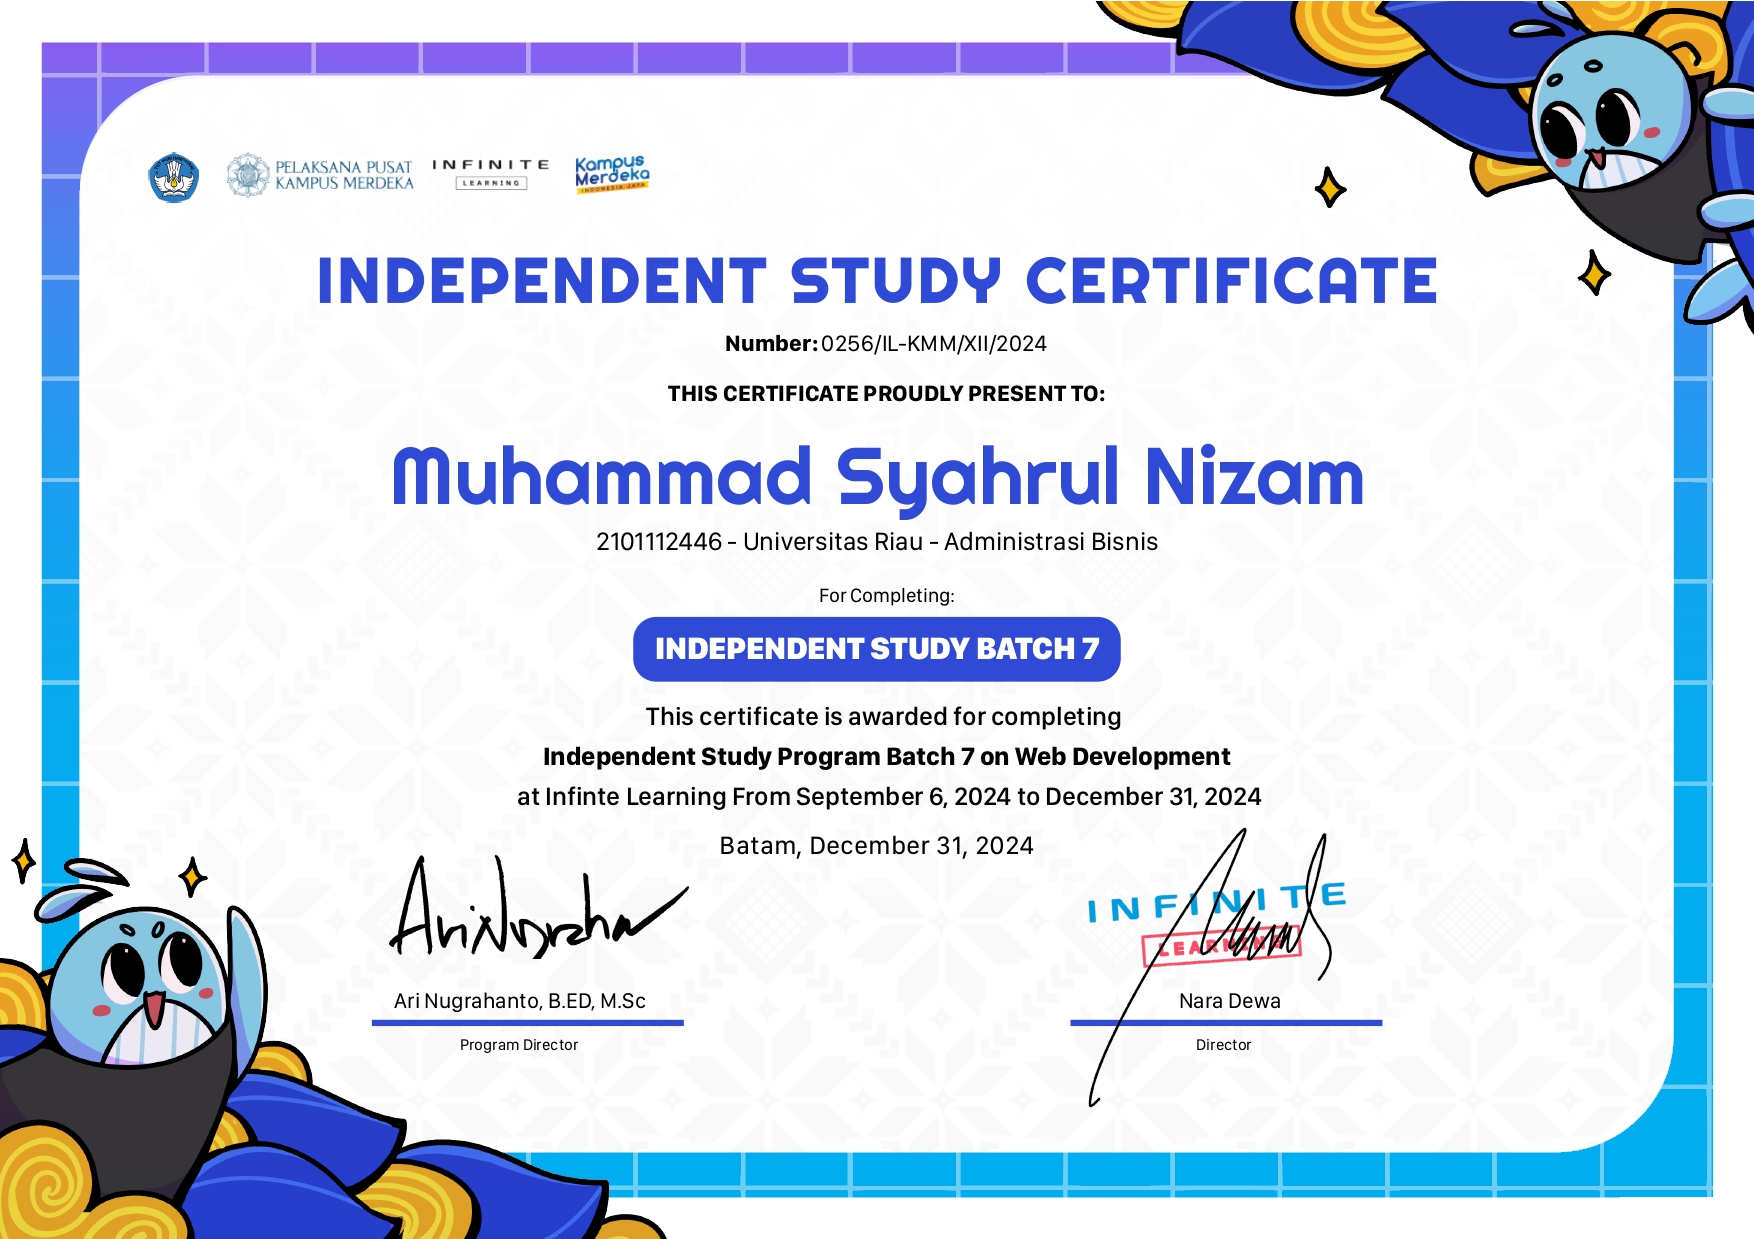 PELAKSANA PUSAT
KAMPUS MERDEKA
INFINITE
LEARNING
Kampus
Merdeka
INDONESIA JAYA
INDEPENDENT STUDY CERTIFICATE
Number: 0256/IL-KMM/XII/2024
THIS CERTIFICATE PROUDLY PRESENT TO:
Muhammad Syahrul Nizam
2101112446 - Universitas Riau - Administrasi Bisnis
For Completing:
INDEPENDENT STUDY BATCH 7
This certificate is awarded for completing
Independent Study Program Batch 7 on Web Development
at Infinte Learning From September 6, 2024 to December 31, 2024
Batam, December 31, 2024
INFINITE
LEARNING
Ari Nugrahanto, B.ED, M.Sc
Nara Dewa
Program Director
Director